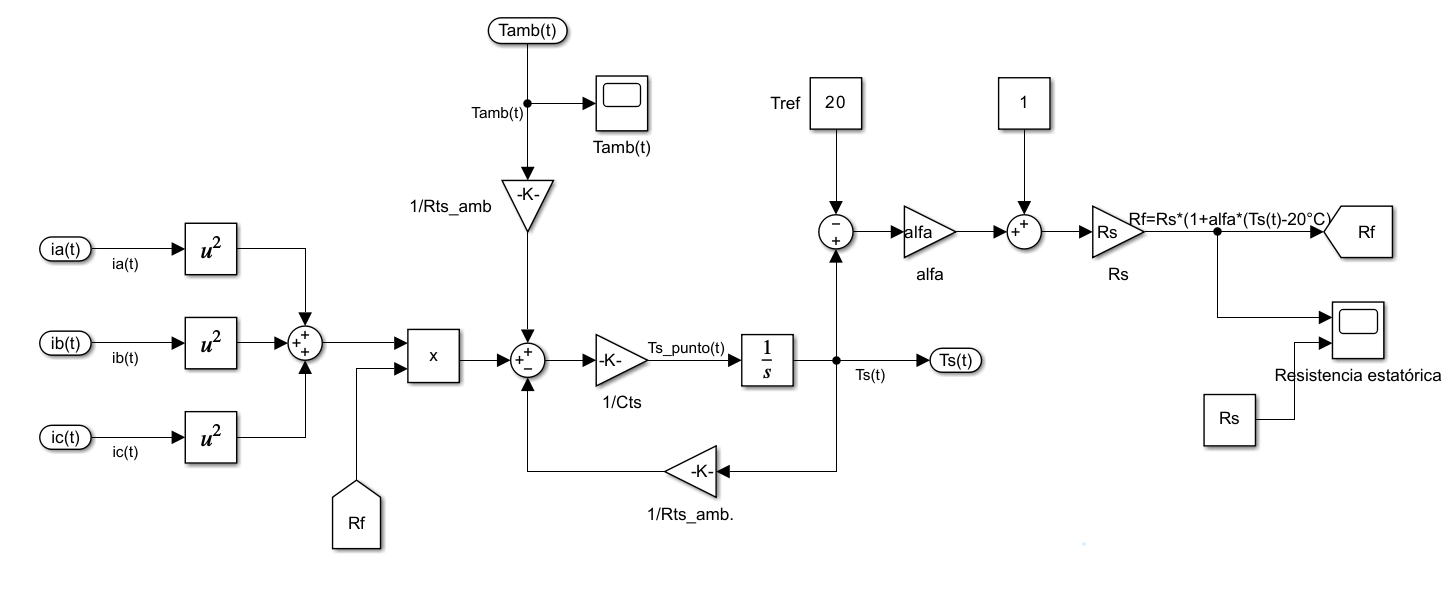 Tamb(t)
Tamb(t)
Tamb(t)
-K-
1/Rts_amb
Tref
20
1
ia(t)
ia(t)
u²
ib(t)
ib(t)
u²
ic(t)
ic(t)
u²
+
+
+
x
Rf
+
+
−
-K-
1/Cts
Ts_punto(t)
1
s
Ts(t)
Ts(t)
-K-
1/Rts_amb.
−
+
alfa
alfa
+
+
Rs
Rs
Rf=Rs*(1+alfa*(Ts(t)-20°C)
Rf
Resistencia estatórica
Rs